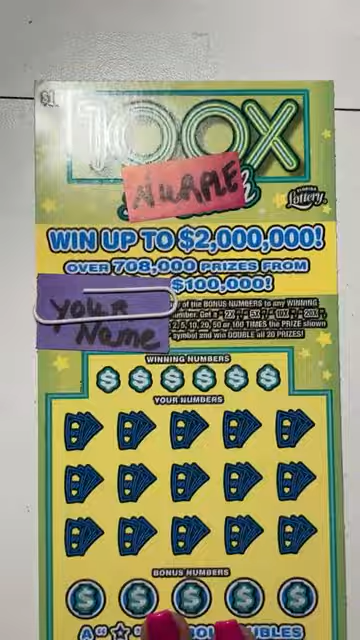 $1
100X
NURPLE
FLORIDA
Lottery
WIN UP TO $2,000,000!
OVER 708,000 PRIZES FROM
$100,000!
YOUR
Name
of the BONUS NUMBERS to any WINNING
Get a "2X" "5X" "10X" "20X"
2, 5, 10, 20, 50 or 100 TIMES the PRIZE shown
symbol and win DOUBLE all 20 PRIZES!
WINNING NUMBERS
$ $ $ $ $ $
YOUR NUMBERS
BONUS NUMBERS
$ $ $ $ $